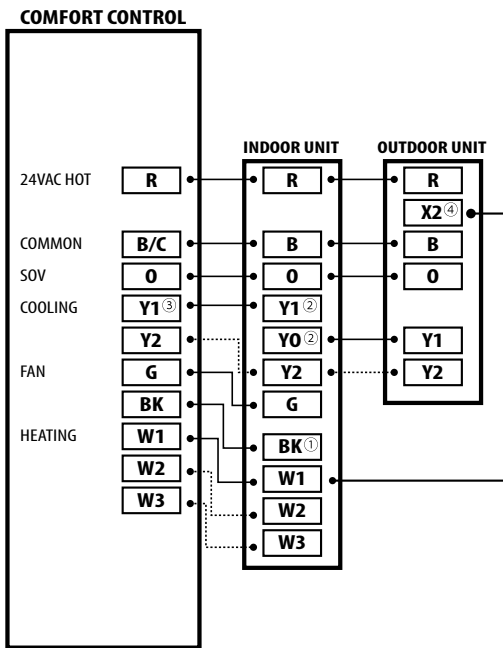 COMFORT CONTROL
INDOOR UNIT OUTDOOR UNIT
24VAC HOT R R R
X2④
COMMON B/C B B
SOV O O O
COOLING Y1③ Y1②
Y2 Y0② Y1
FAN G Y2 Y2
BK G
HEATING W1 BK①
W2 W1
W3 W2
W3